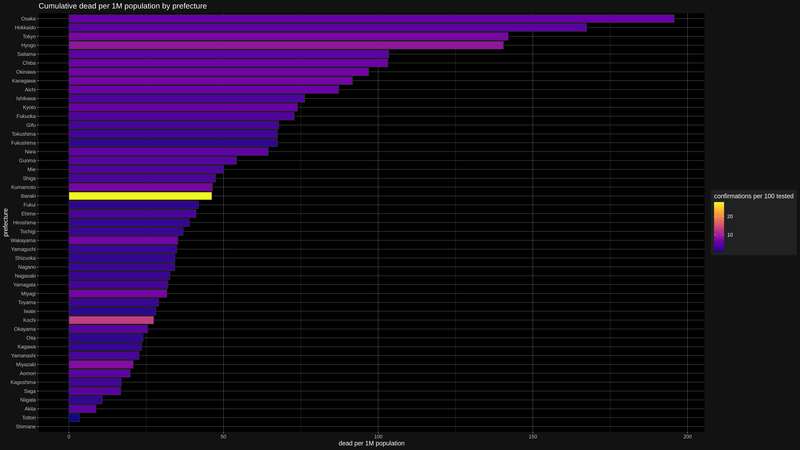 Cumulative dead per 1M population by prefecture
prefecture
Osaka
Hokkaido
Tokyo
Hyogo
Saitama
Chiba
Okinawa
Kanagawa
Aichi
Ishikawa
Kyoto
Fukuoka
Gifu
Tokushima
Fukushima
Nara
Gunma
Mie
Shiga
Kumamoto
Ibaraki
Fukui
Ehime
Hiroshima
Tochigi
Wakayama
Yamaguchi
Shizuoka
Nagano
Nagasaki
Yamagata
Miyagi
Toyama
Iwate
Kochi
Okayama
Oita
Kagawa
Yamanashi
Miyazaki
Aomori
Kagoshima
Saga
Niigata
Akita
Tottori
Shimane
0 50 100 150 200
dead per 1M population
confirmations per 100 tested
20
10